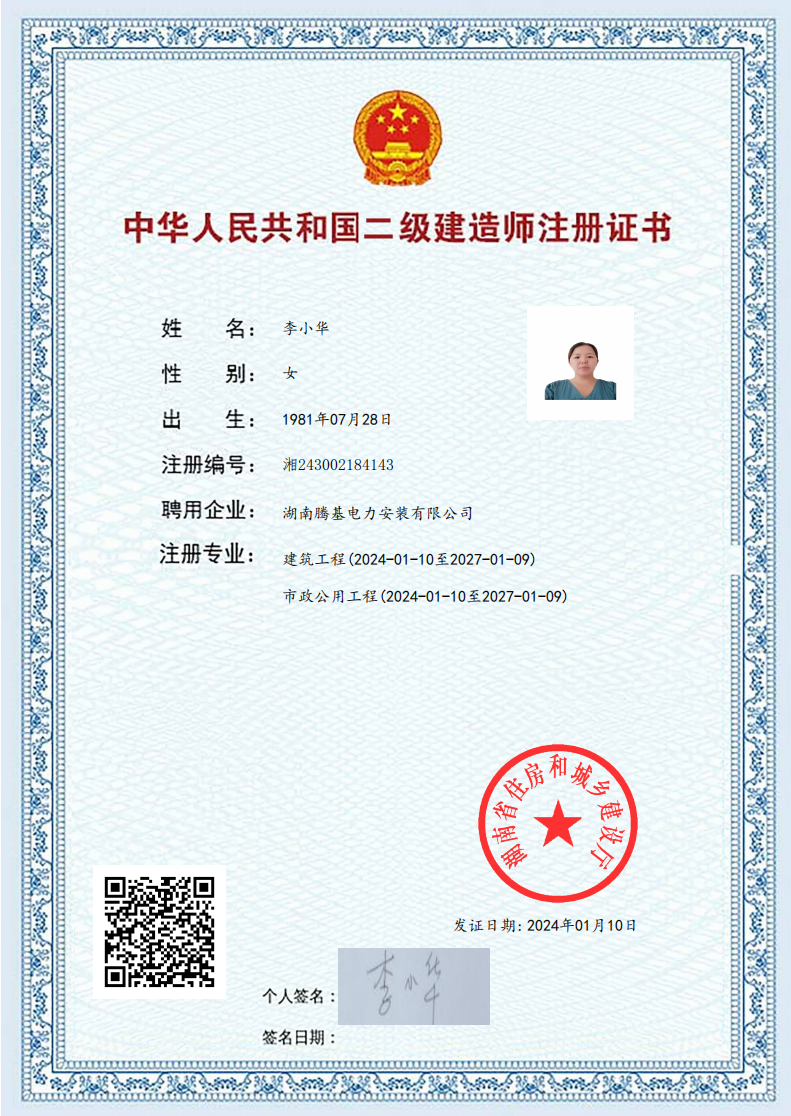 中华人民共和国二级建造师注册证书
姓　　名：李小华
性　　别：女
出　　生：1981年07月28日
注册编号：湘243002184143
聘用企业：湖南腾基电力安装有限公司
注册专业：建筑工程(2024-01-10至2027-01-09)
市政公用工程(2024-01-10至2027-01-09)
湖南省住房和城乡建设厅
发证日期: 2024年01月10日
个人签名：李小华
签名日期：